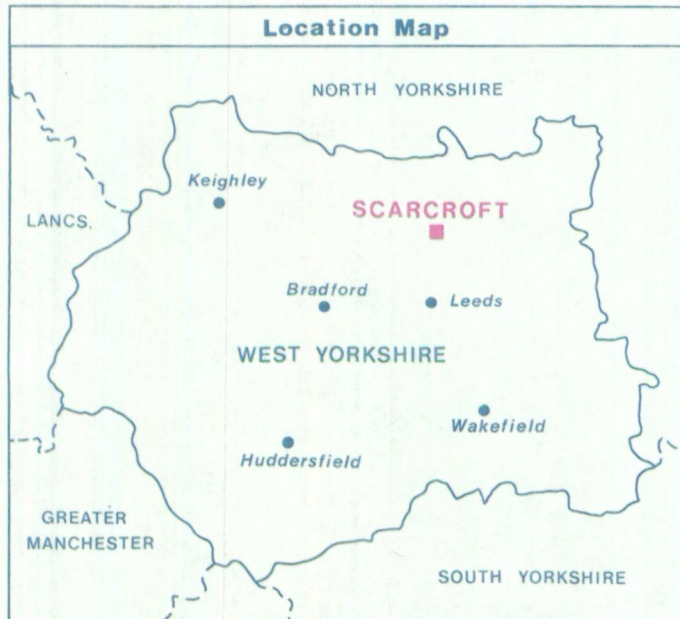 Location Map
NORTH YORKSHIRE
Keighley
SCARCROFT
LANCS.
Bradford
Leeds
WEST YORKSHIRE
Wakefield
Huddersfield
GREATER
MANCHESTER
SOUTH YORKSHIRE